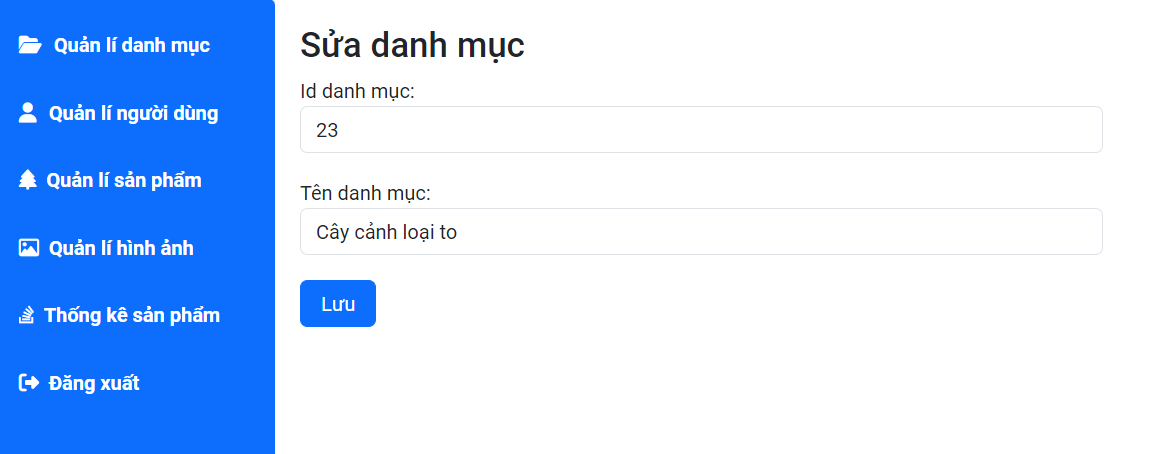 Quản lí danh mục
Quản lí người dùng
Quản lí sản phẩm
Quản lí hình ảnh
Thống kê sản phẩm
Đăng xuất
Sửa danh mục
Id danh mục:
23
Tên danh mục:
Cây cảnh loại to
Lưu